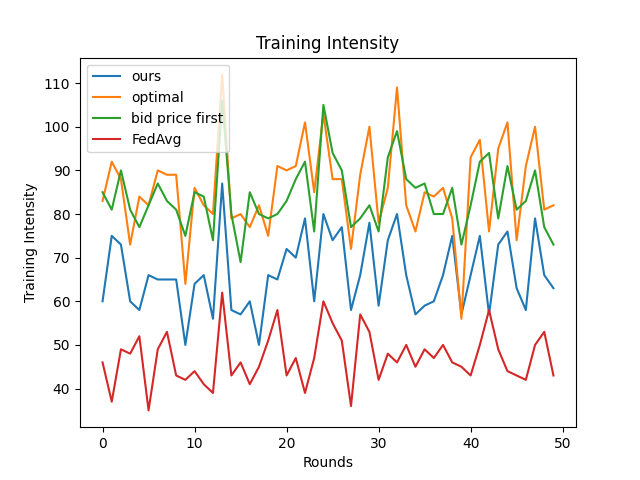 Training Intensity
ours
optimal
bid price first
FedAvg
Training Intensity
110
100
90
80
70
60
50
40
0 10 20 30 40 50
Rounds